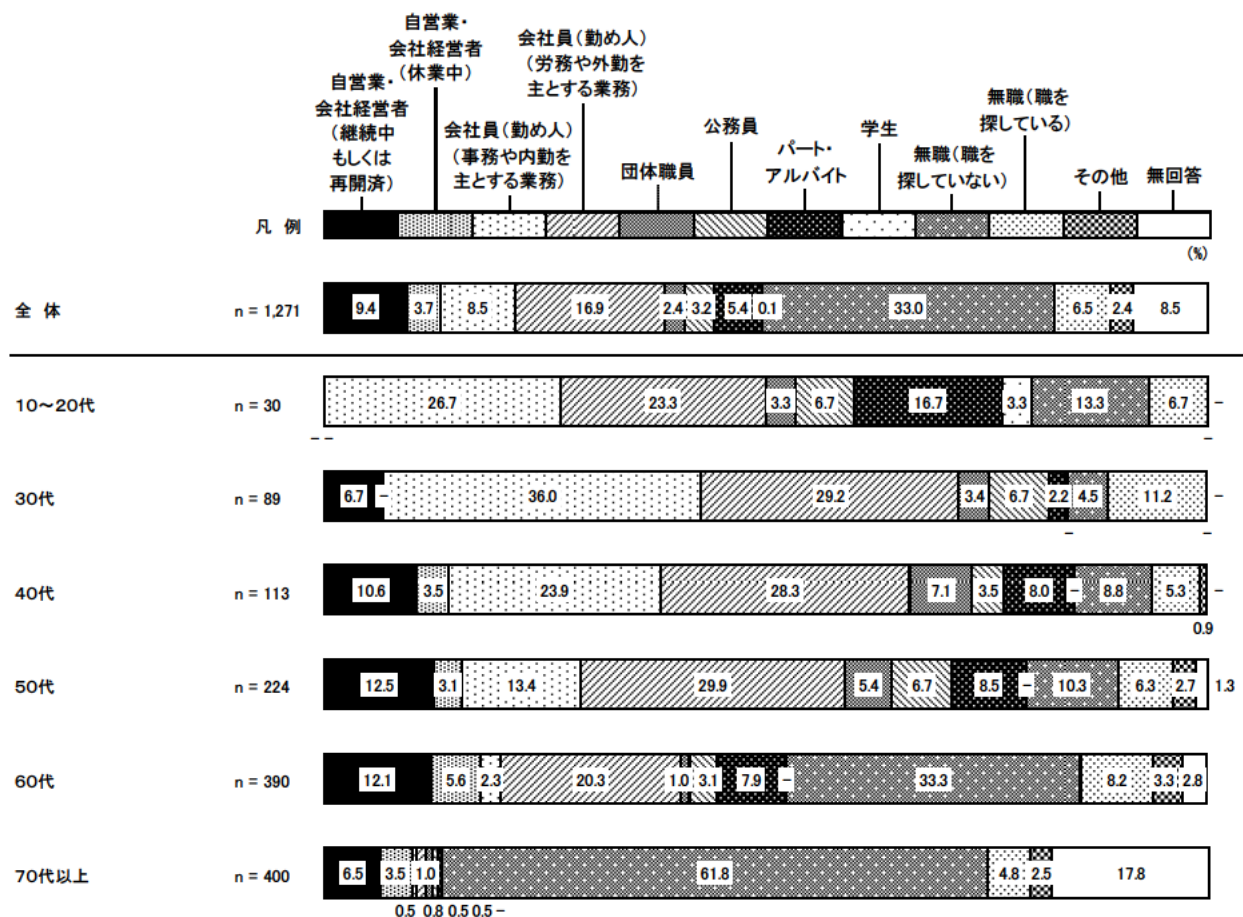 自営業・
会社経営者
（休業中）
自営業・
会社経営者
（継続中
もしくは
再開済）
会社員（勤め人）
（事務や内勤を
主とする業務）
会社員（勤め人）
（労務や外勤を
主とする業務）
団体職員
公務員
パート・
アルバイト
学生
無職（職を
探していない）
無職（職を
探している）
その他
無回答
凡 例
(%)
全 体 n = 1,271 9.4 3.7 8.5 16.9 2.4 3.2 5.4 0.1 33.0 6.5 2.4 8.5
10～20代 n = 30 26.7 23.3 3.3 6.7 16.7 3.3 13.3 6.7 –
– – –
30代 n = 89 6.7 – 36.0 29.2 3.4 6.7 2.2 4.5 11.2 –
– –
40代 n = 113 10.6 3.5 23.9 28.3 7.1 3.5 8.0 – 8.8 5.3 –
0.9
50代 n = 224 12.5 3.1 13.4 29.9 5.4 6.7 8.5 – 10.3 6.3 2.7 1.3
60代 n = 390 12.1 5.6 2.3 20.3 1.0 3.1 7.9 – 33.3 8.2 3.3 2.8
70代以上 n = 400 6.5 3.5 1.0 61.8 4.8 2.5 17.8
0.5 0.8 0.5 0.5 –